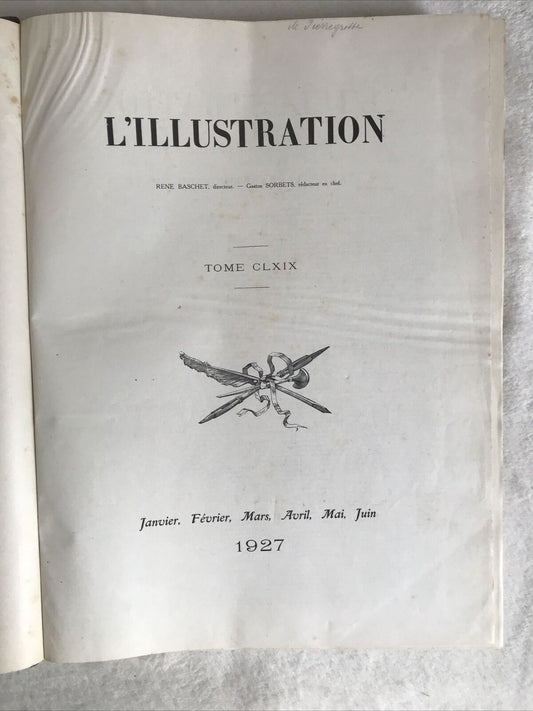 L'ILLUSTRATION
RENE BASCHET, directeur. — Gaston SORBETS, rédacteur en chef.
TOME CLXIX
Janvier, Février, Mars, Avril, Mai, Juin
1927